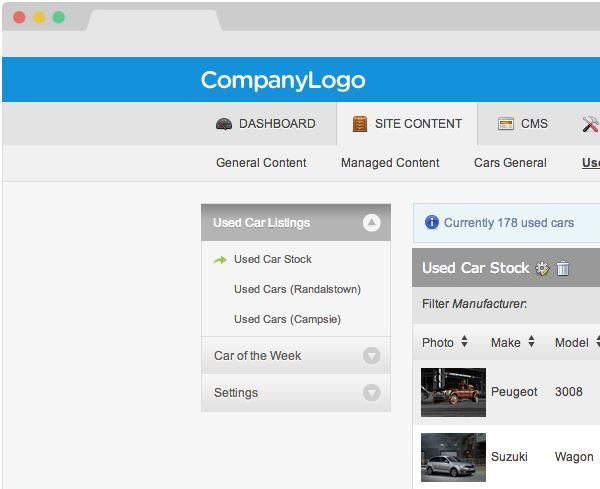 CompanyLogo
DASHBOARD SITE CONTENT CMS
General Content Managed Content Cars General
Used Car Listings
Used Car Stock
Used Cars (Randalstown)
Used Cars (Campsie)
Car of the Week
Settings
Currently 178 used cars
Used Car Stock
Filter Manufacturer:
Photo Make Model
Peugeot 3008
Suzuki Wagon